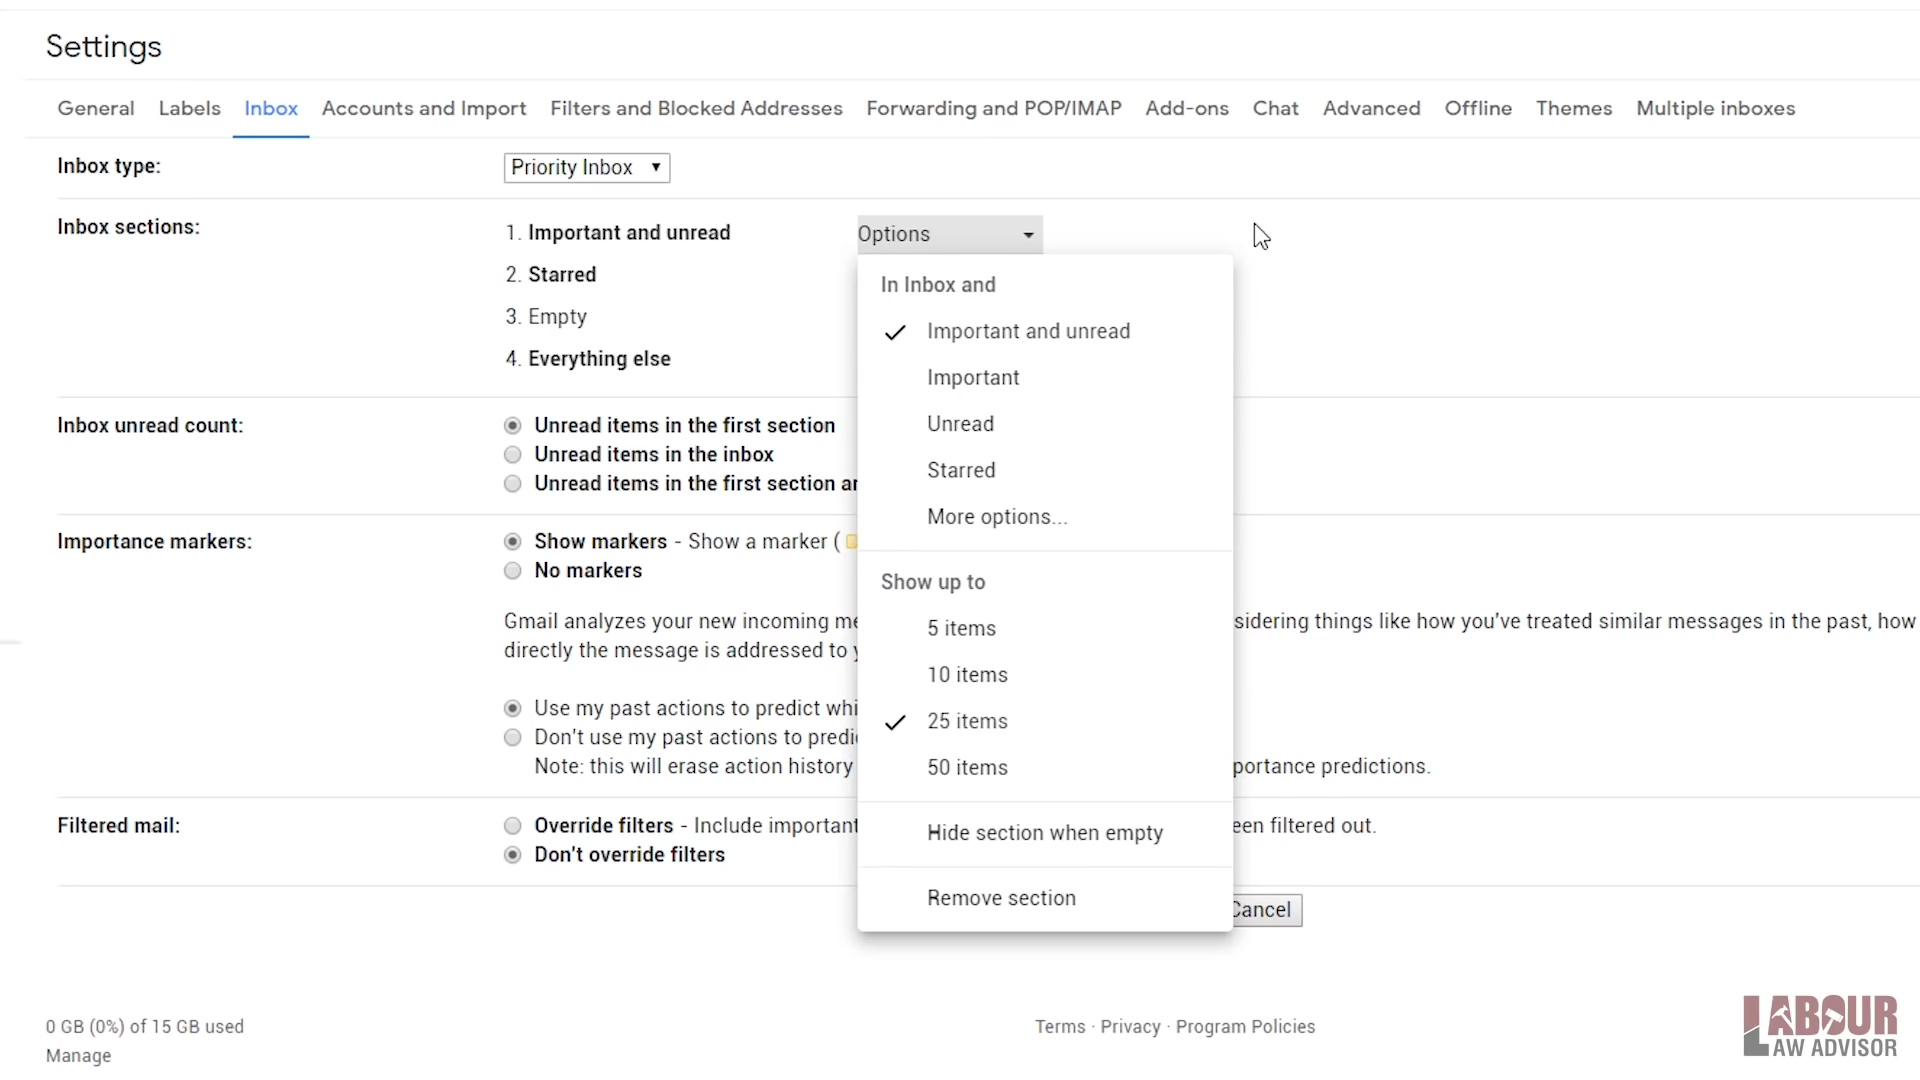 Settings
General Labels Inbox Accounts and Import Filters and Blocked Addresses Forwarding and POP/IMAP Add-ons Chat Advanced Offline Themes Multiple inboxes
Inbox type:
Priority Inbox
Inbox sections:
1. Important and unread
2. Starred
3. Empty
4. Everything else
Options
In Inbox and
Important and unread
Important
Unread
Starred
More options...
Show up to
5 items
10 items
25 items
50 items
Hide section when empty
Remove section
Inbox unread count:
Unread items in the first section
Unread items in the inbox
Unread items in the first section
Importance markers:
Show markers - Show a marker (
No markers
Gmail analyzes your new incoming sidering things like how you've treated similar messages in the past, how
directly the message is addressed to
Use my past actions to predict
Don't use my past actions to
Note: this will erase action history portance predictions.
Filtered mail:
Override filters - Include important een filtered out.
Don't override filters
Cancel
0 GB (0%) of 15 GB used
Manage
Terms · Privacy · Program Policies
LABOUR
LAW ADVISOR